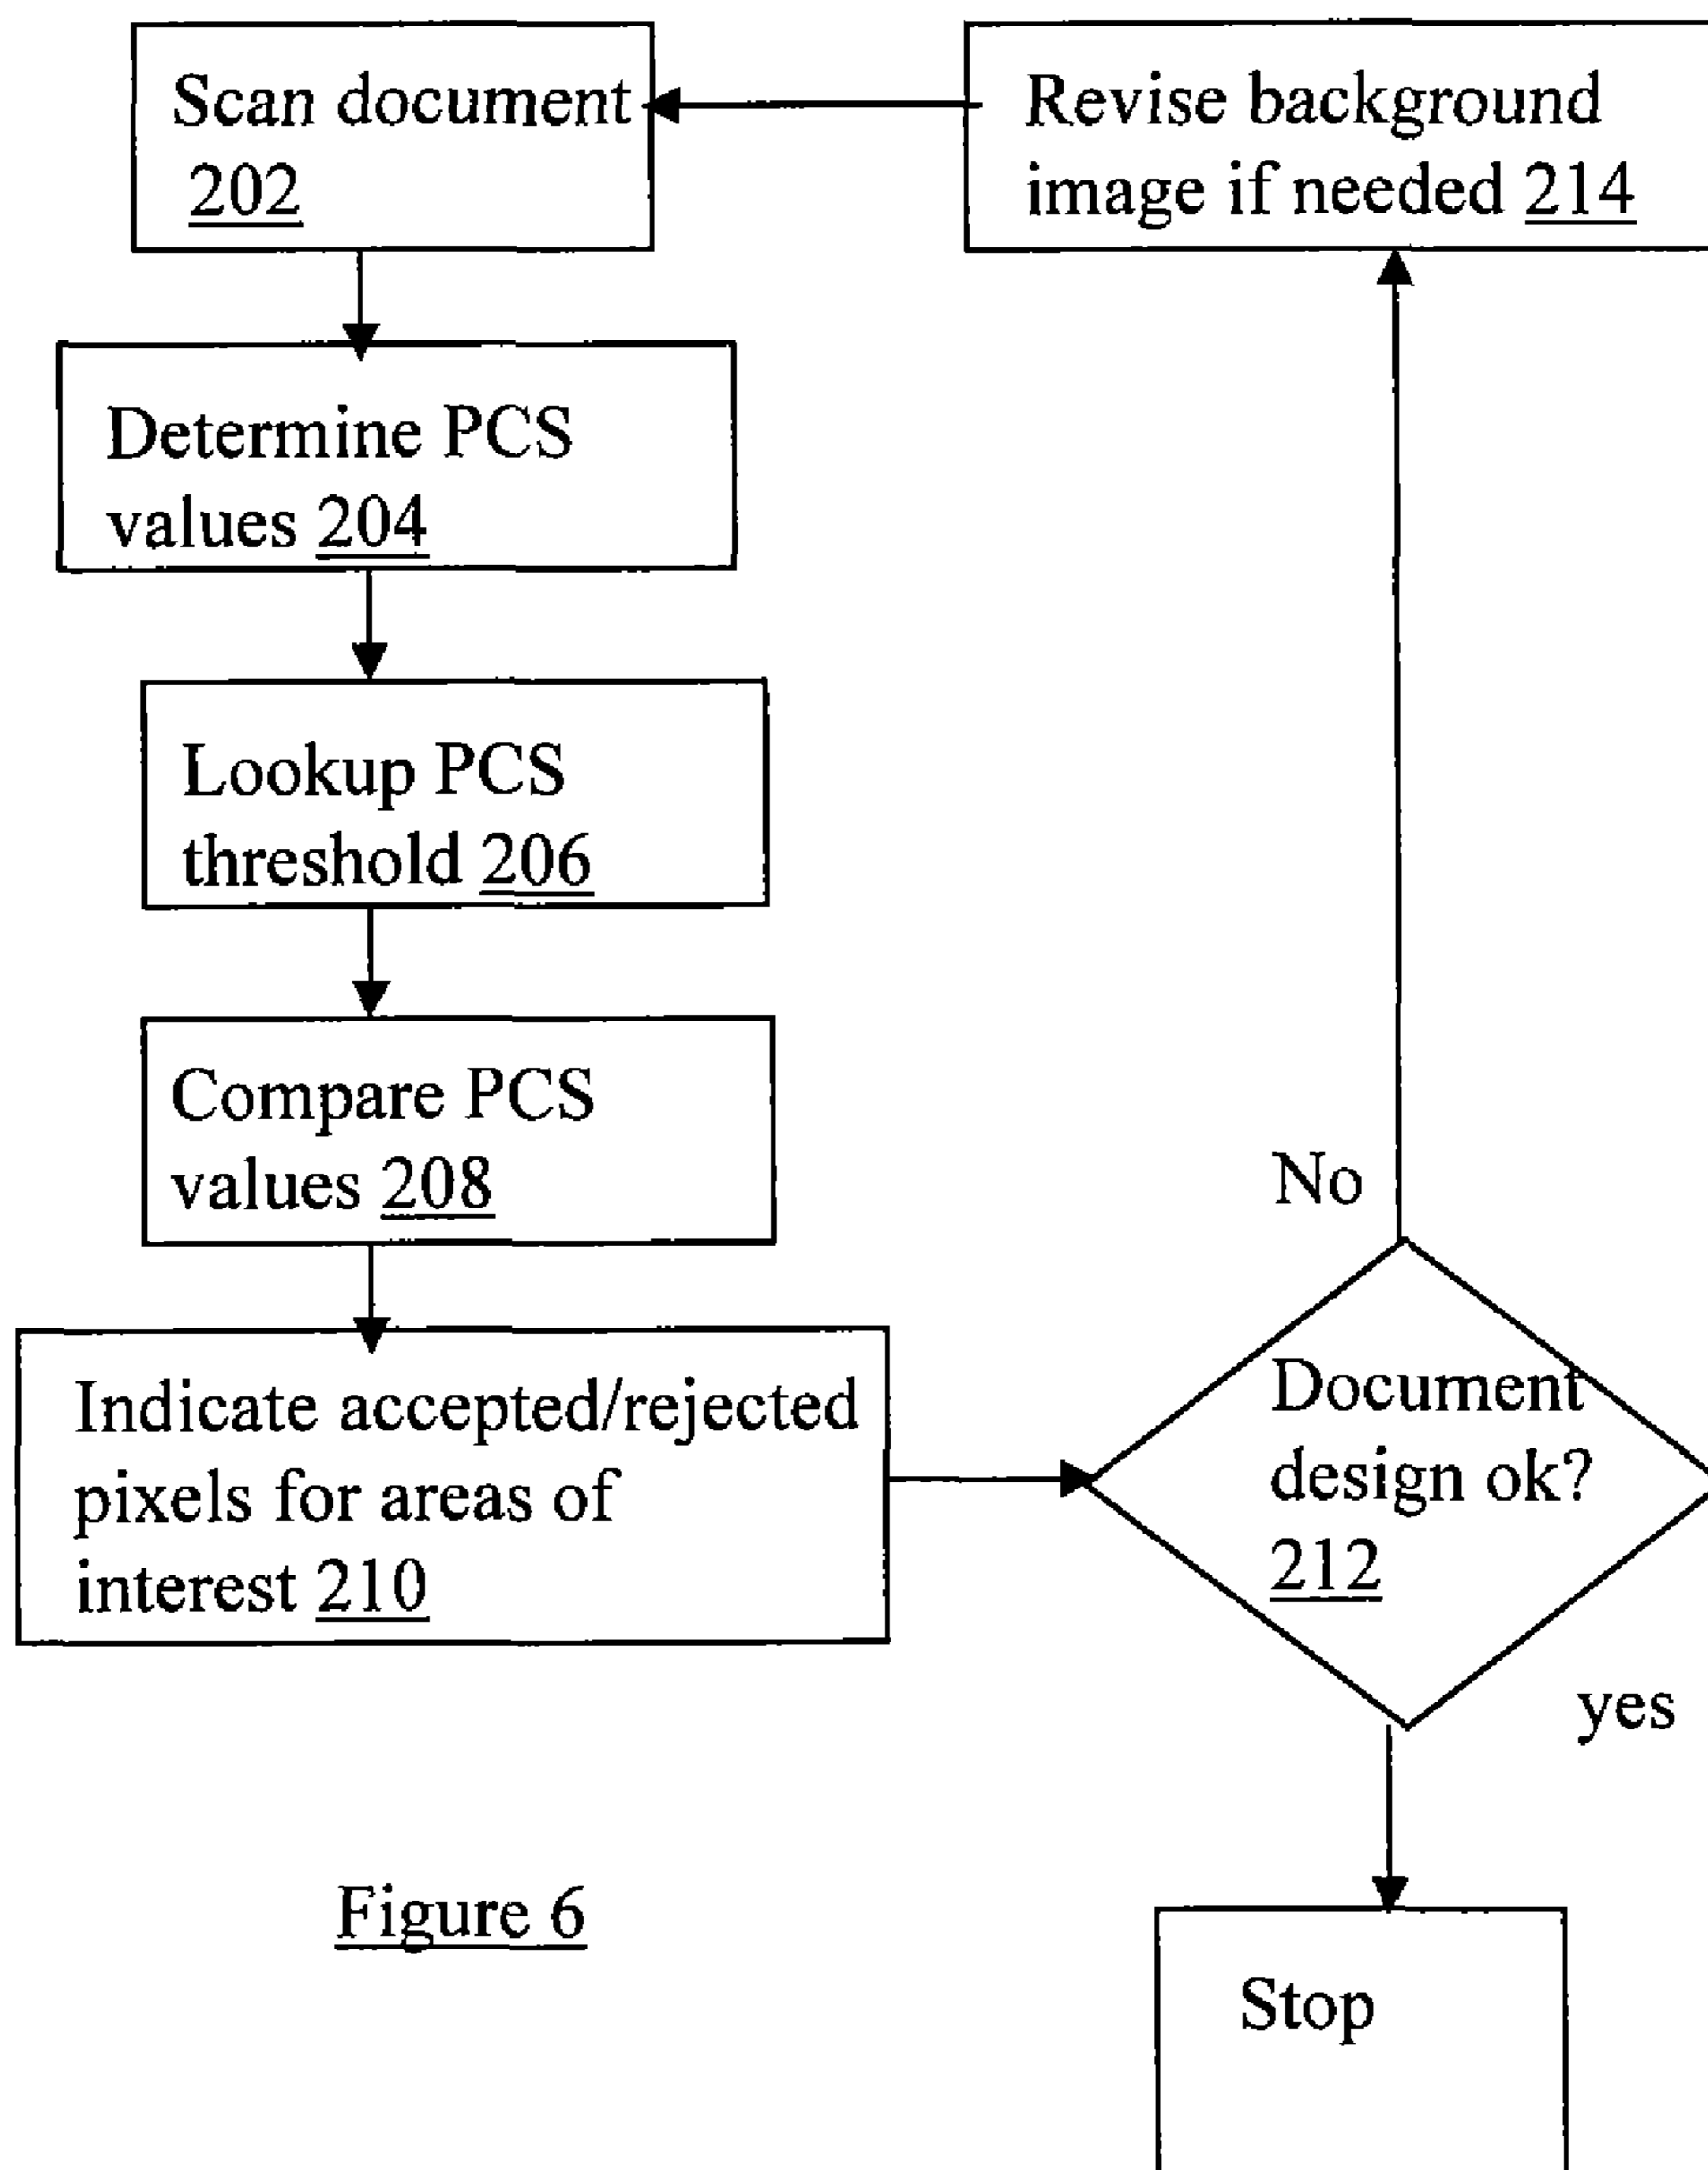 Scan document
202
Revise background
image if needed 214
Determine PCS
values 204
Lookup PCS
threshold 206
Compare PCS
values 208
Indicate accepted/rejected
pixels for areas of
interest 210
No
Document
design ok?
212
yes
Stop
Figure 6